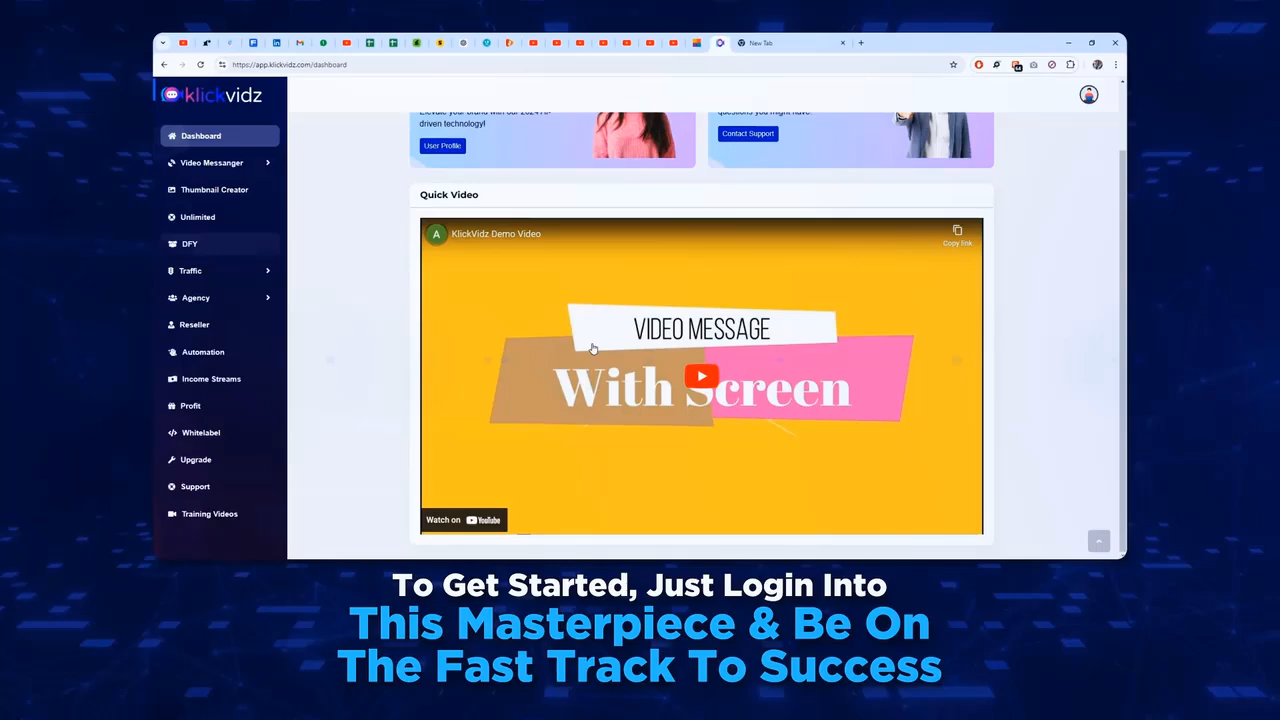 New Tab
https://app.klickvidz.com/dashboard
klickvidz
Dashboard
Video Messanger
Thumbnail Creator
Unlimited
DFY
Traffic
Agency
Reseller
Automation
Income Streams
Profit
Whitelabel
Upgrade
Support
Training Videos
driven technology!
User Profile
Contact Support
Quick Video
A
KlickVidz Demo Video
Copy link
VIDEO MESSAGE
With Screen
Watch on YouTube
To Get Started, Just Login Into
This Masterpiece & Be On
The Fast Track To Success